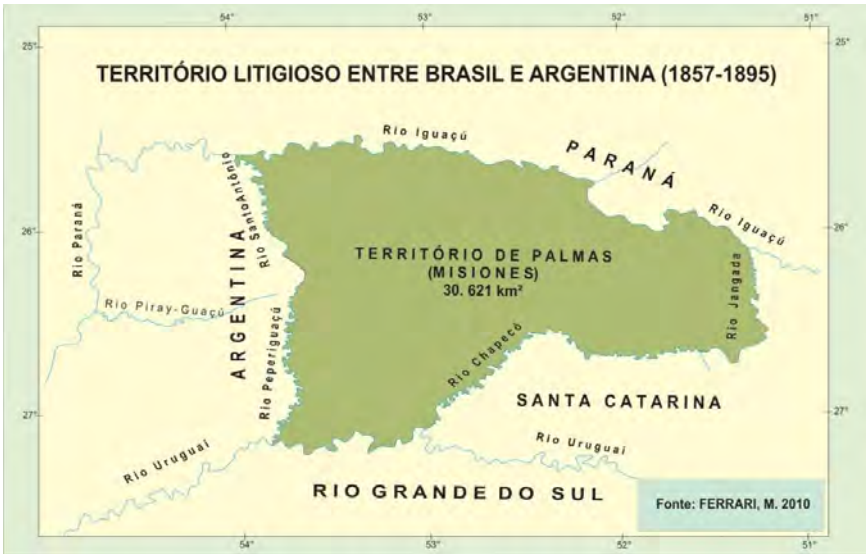 54°
53°
52°
51°
25°
25°
TERRITÓRIO LITIGIOSO ENTRE BRASIL E ARGENTINA (1857-1895)
Rio Iguaçú
PARANÁ
Rio Iguaçú
Rio Paraná
Rio SantoAntônio
26°
26°
TERRITÓRIO DE PALMAS
(MISIONES)
30. 621 km²
Rio Jangada
Rio Piray-Guaçú
ARGENTINA
Rio Peperiguaçú
Rio Chapecó
SANTA CATARINA
27°
27°
Rio Uruguai
Rio Uruguai
RIO GRANDE DO SUL
Fonte: FERRARI, M. 2010
54°
53°
52°
51°